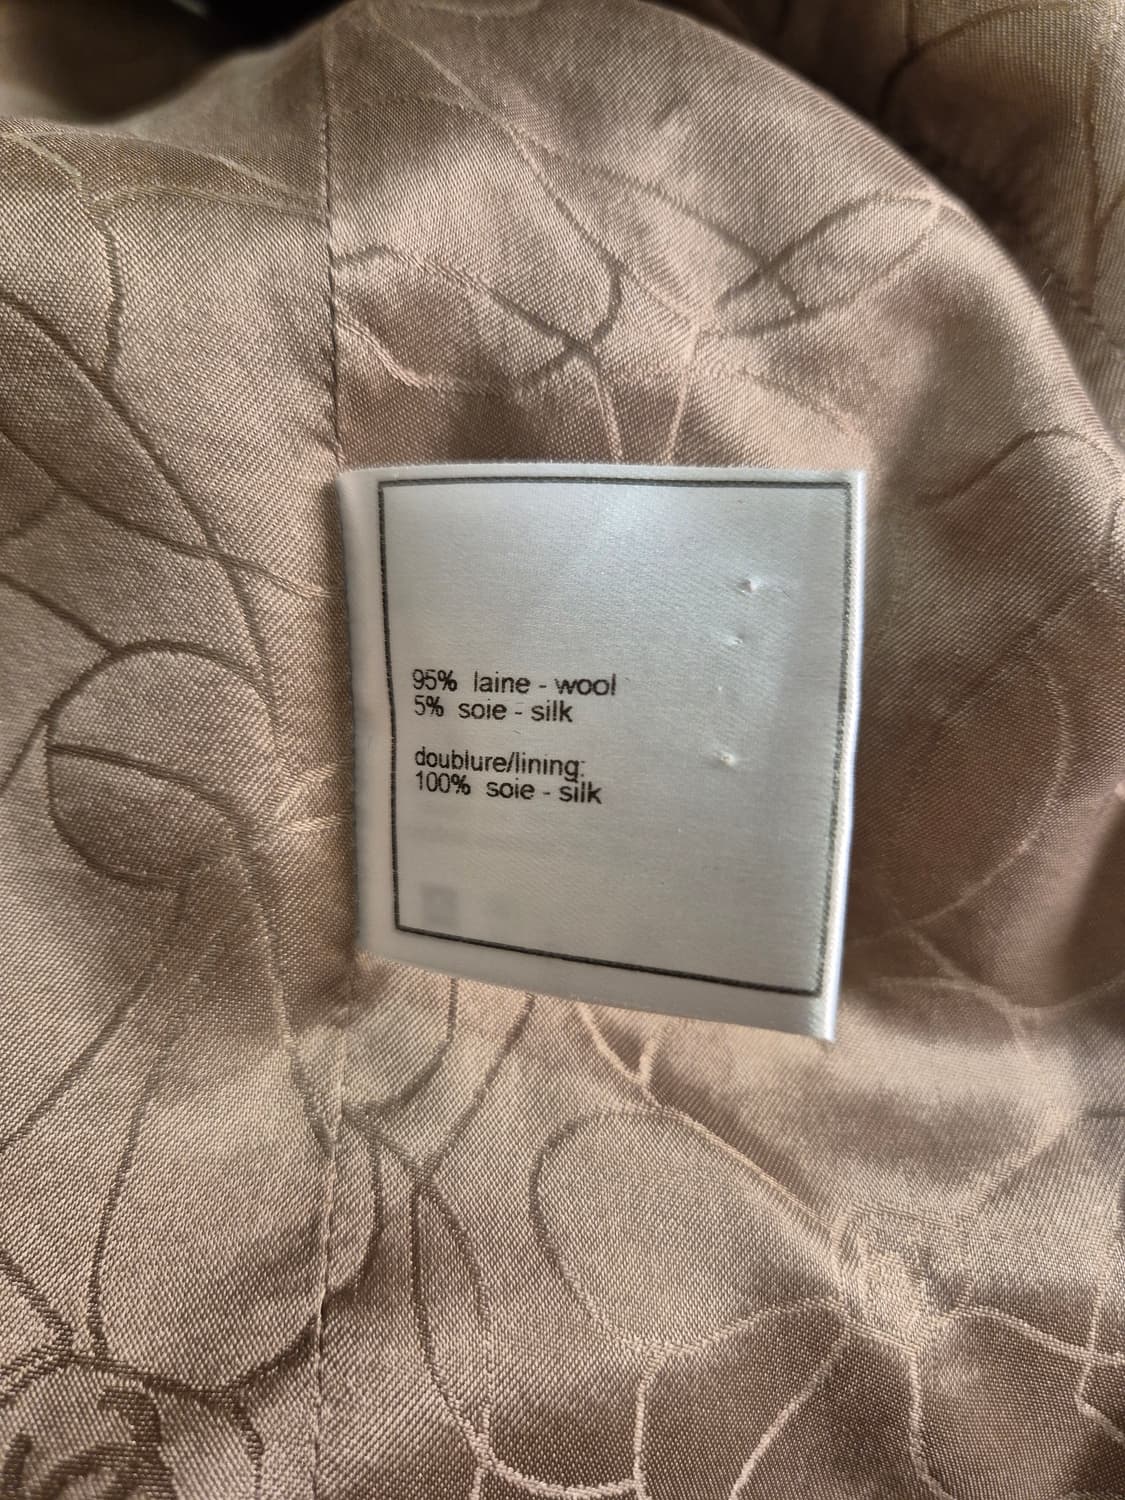 95% laine - wool
5% soie - silk
doublure/lining:
100% soie - silk